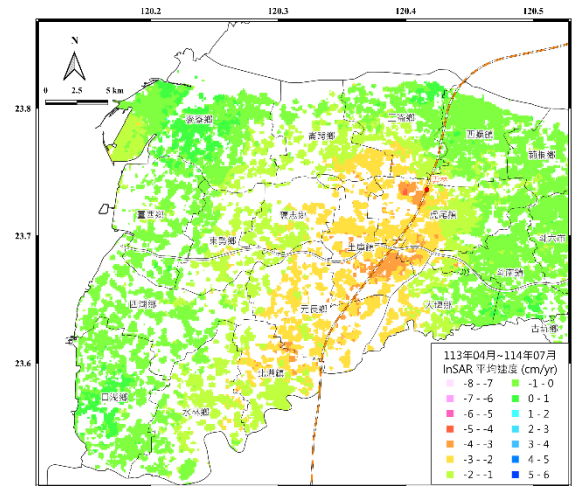 120.2 120.3 120.4 120.5
N
0 2.5 5 km
23.8
23.7
23.6
麥寮鄉
崙背鄉
二崙鄉
西螺鎮
莿桐鄉
臺西鄉
東勢鄉
褒忠鄉
土庫鎮
虎尾鎮
斗六市
斗南鎮
四湖鄉
元長鄉
大埤鄉
古坑鄉
北港鎮
口湖鄉
水林鄉
113年04月~114年07月
InSAR 平均速度 (cm/yr)
-8 - -7 -1 - 0
-7 - -6 0 - 1
-6 - -5 1 - 2
-5 - -4 2 - 3
-4 - -3 3 - 4
-3 - -2 4 - 5
-2 - -1 5 - 6